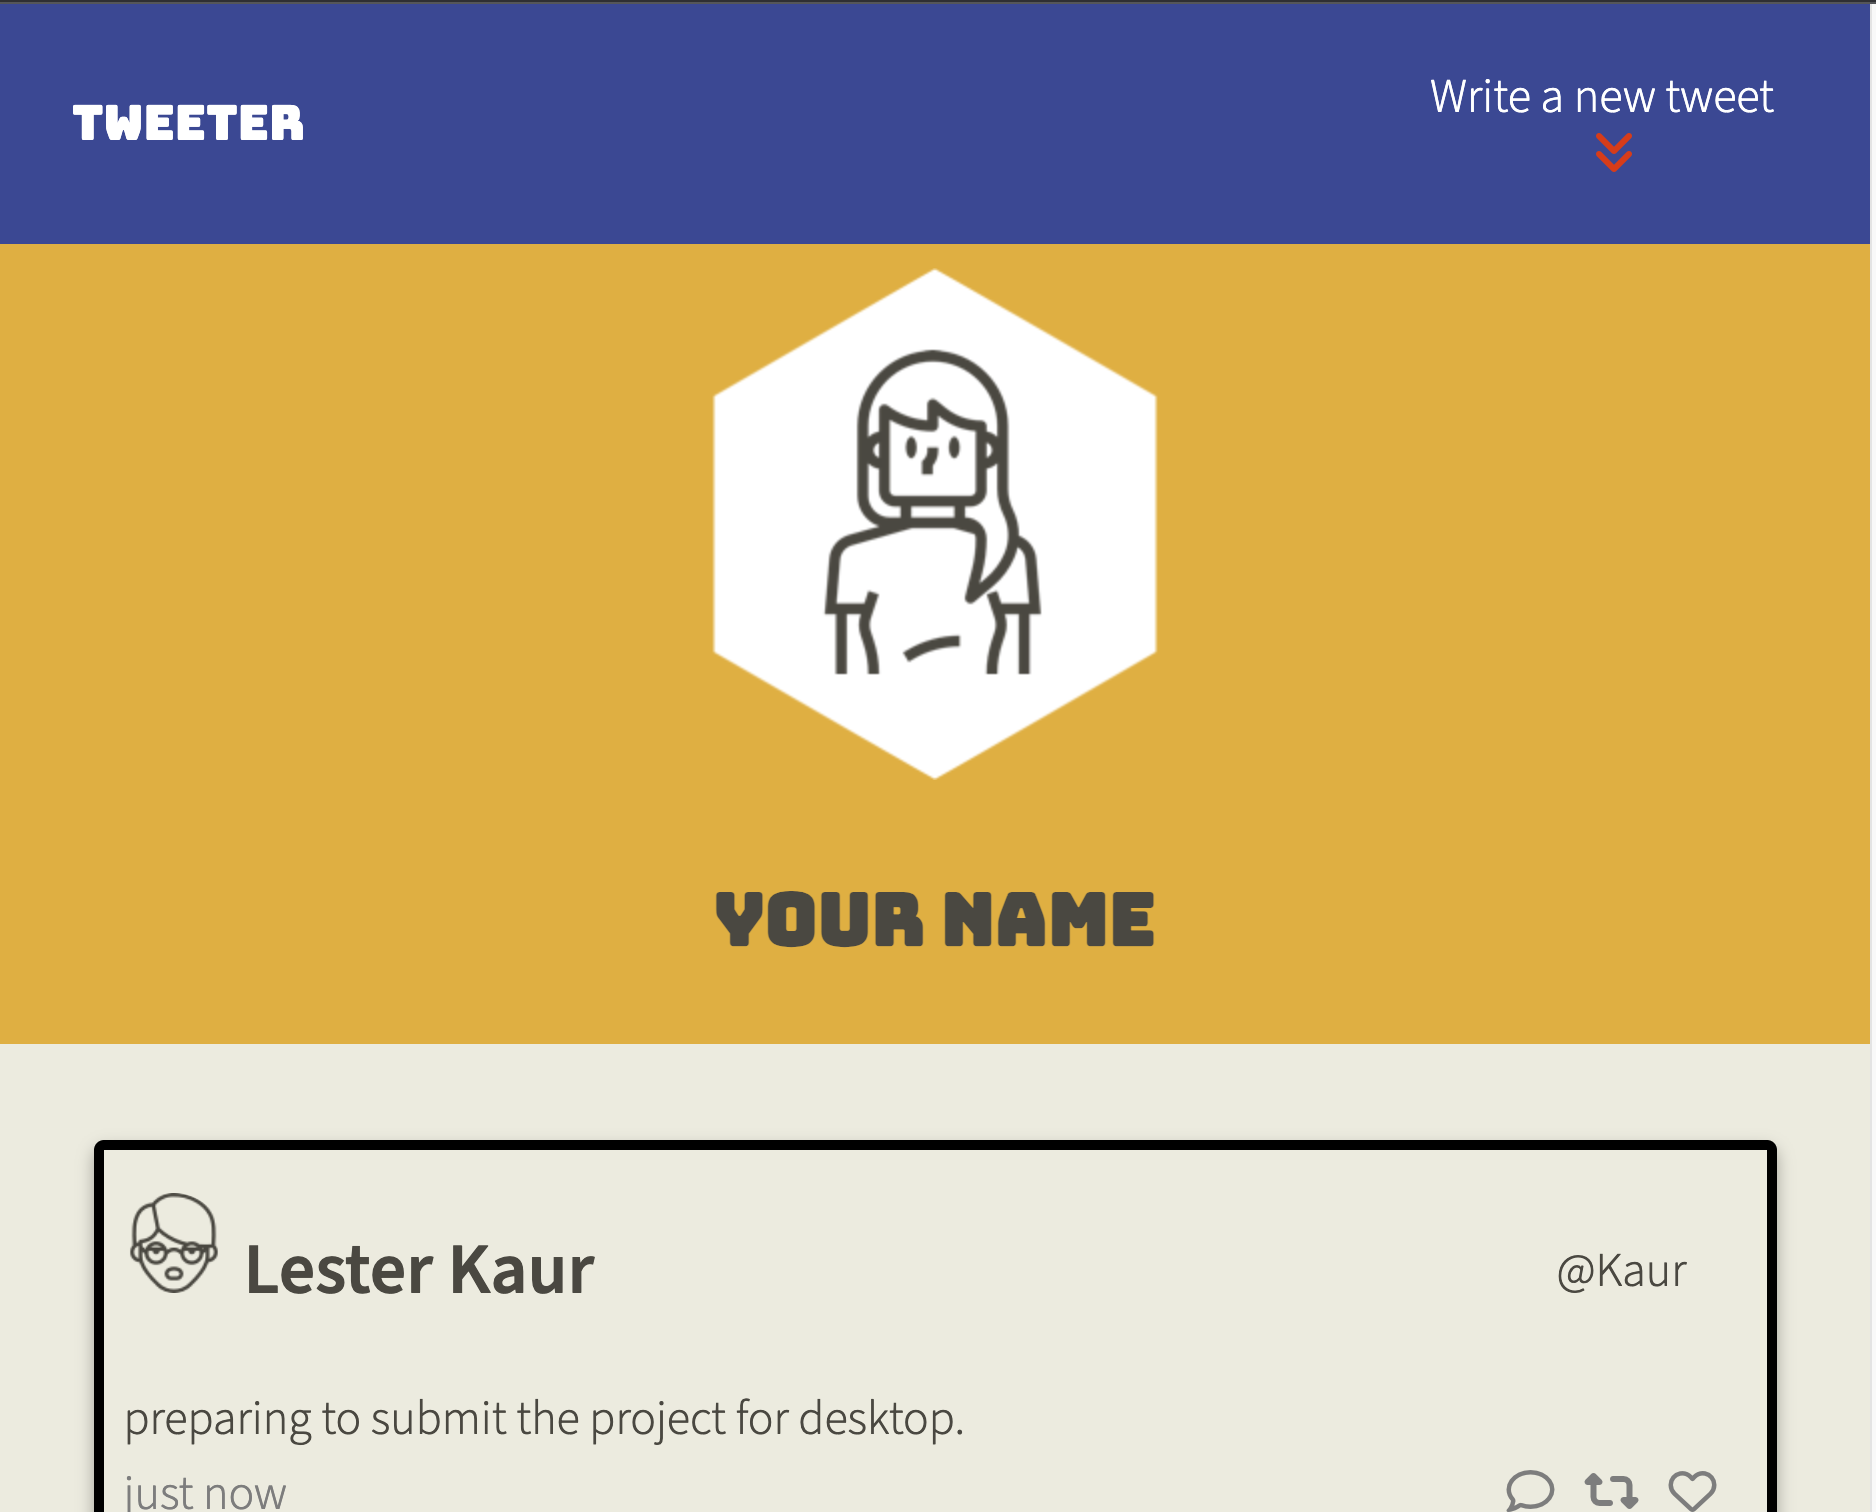 TWEETER
Write a new tweet
YOUR NAME
Lester Kaur
@Kaur
preparing to submit the project for desktop.
just now